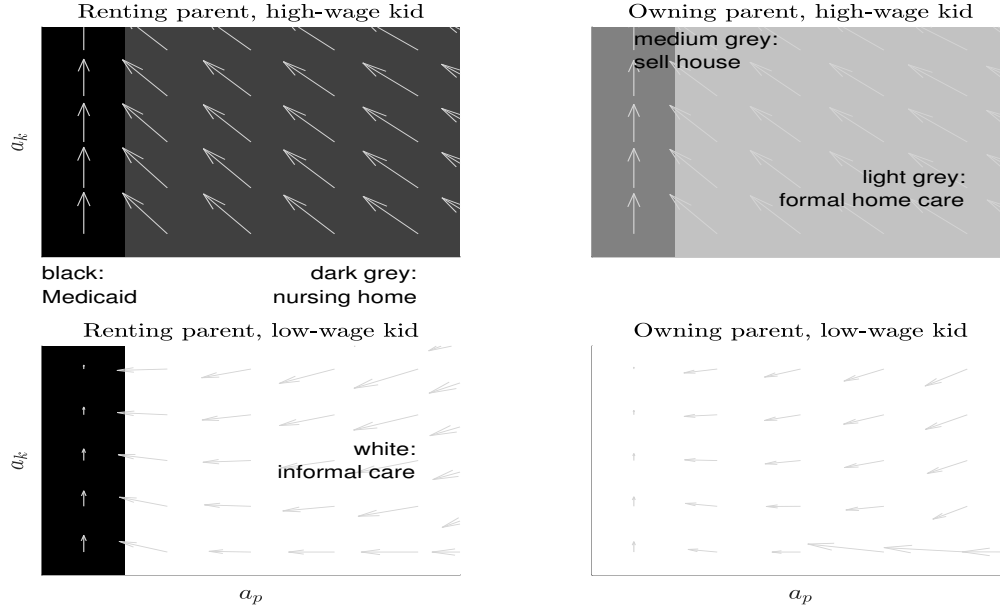 Renting parent, high-wage kid
Owning parent, high-wage kid
medium grey:
sell house
a_k
light grey:
formal home care
black:
Medicaid
dark grey:
nursing home
Renting parent, low-wage kid
Owning parent, low-wage kid
a_k
white:
informal care
a_p
a_p